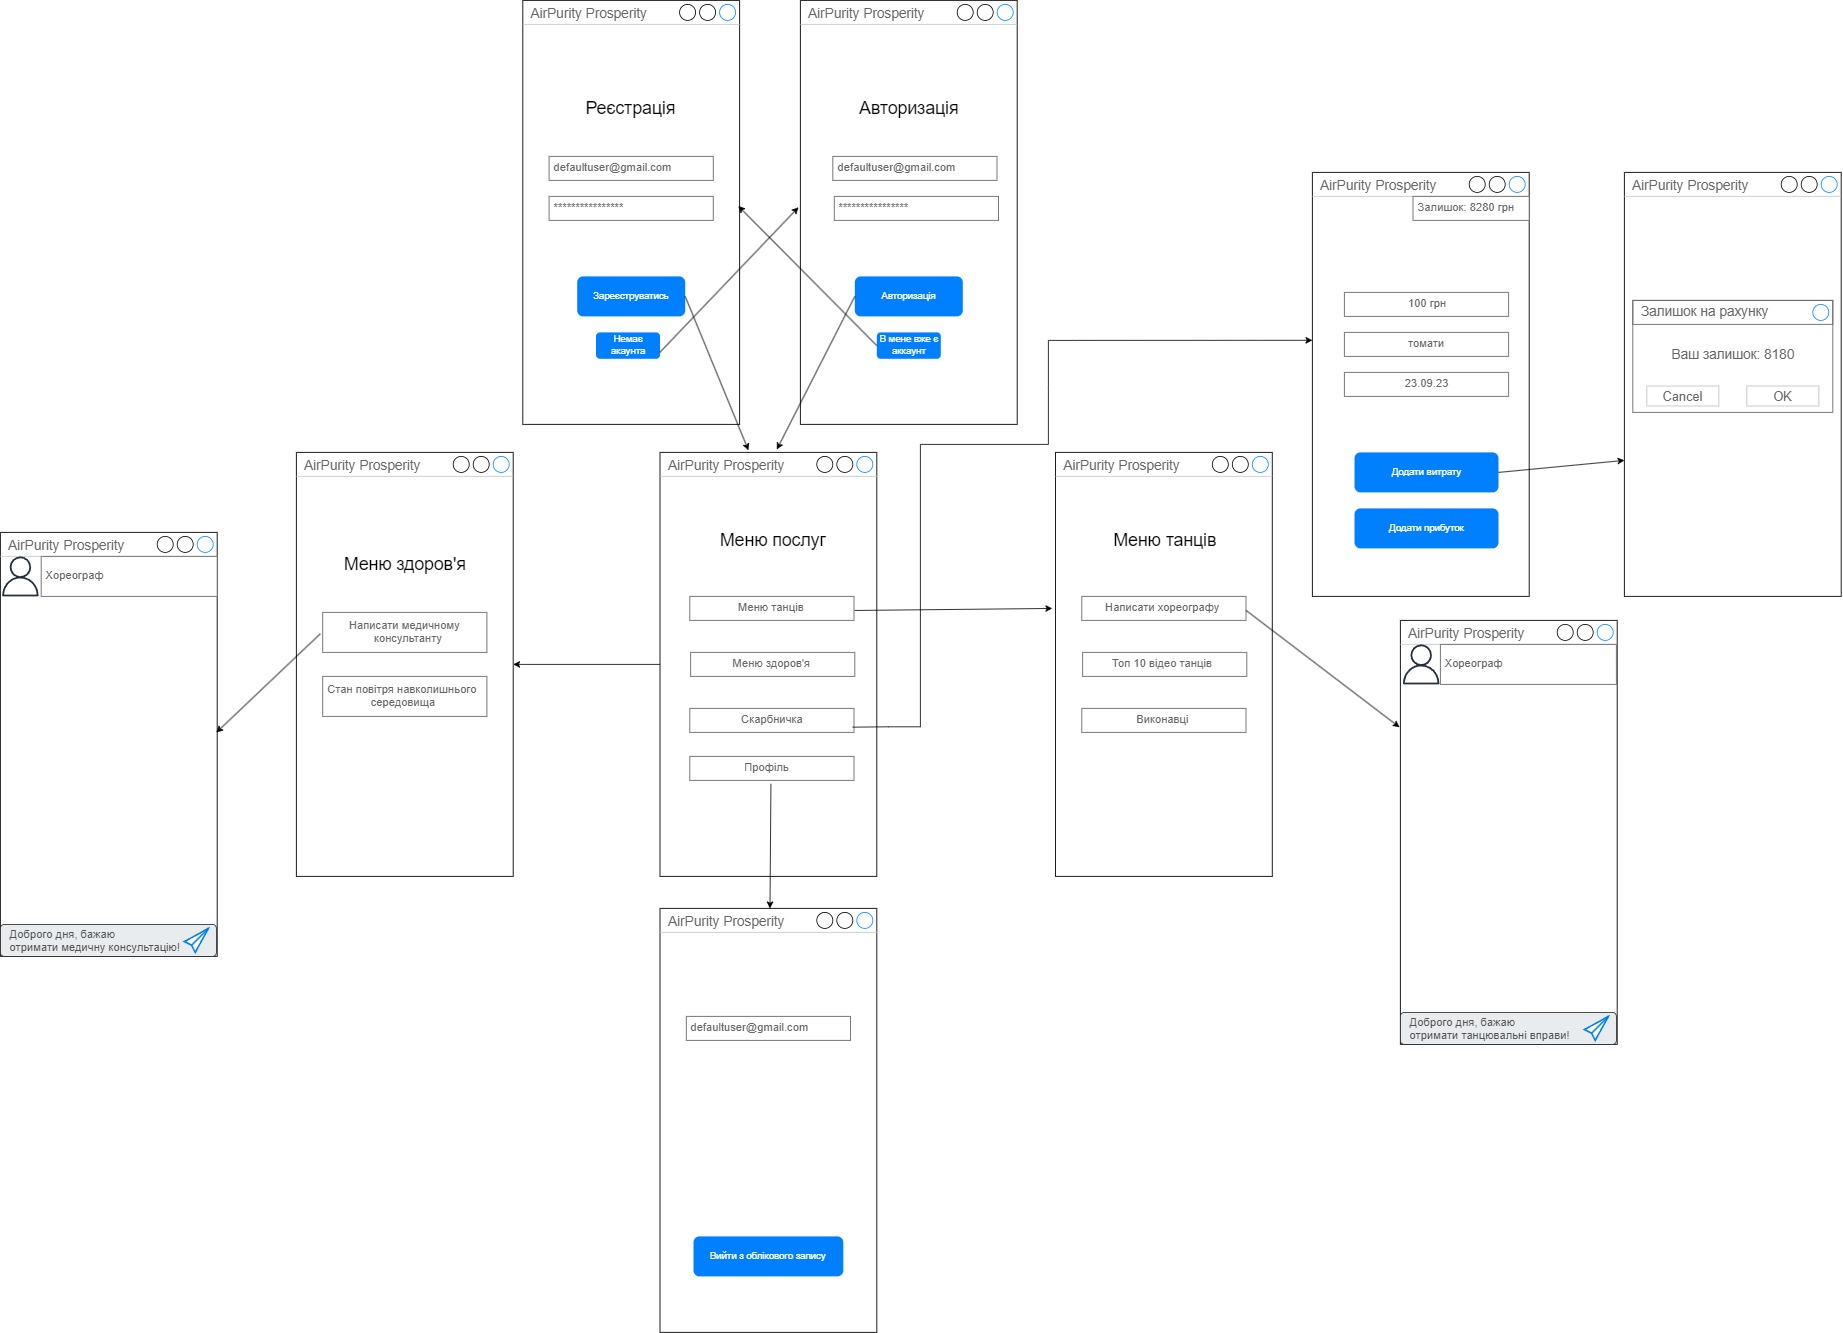 AirPurity Prosperity
Реєстрація
defaultuser@gmail.com
****************
Зареєструватись
Немає
акаунта
AirPurity Prosperity
Авторизація
defaultuser@gmail.com
****************
Авторизація
В мене вже є
аккаунт
AirPurity Prosperity
Залишок: 8280 грн
100 грн
томати
23.09.23
Додати витрату
Додати прибуток
AirPurity Prosperity
Залишок на рахунку
Ваш залишок: 8180
Cancel
OK
AirPurity Prosperity
Хореограф
Доброго дня, бажаю
отримати медичну консультацію!
AirPurity Prosperity
Меню здоров'я
Написати медичному
консультанту
Стан повітря навколишнього
середовища
AirPurity Prosperity
Меню послуг
Меню танців
Меню здоров'я
Скарбничка
Профіль
AirPurity Prosperity
Меню танців
Написати хореографу
Топ 10 відео танців
Виконавці
AirPurity Prosperity
Хореограф
Доброго дня, бажаю
отримати танцювальні вправи!
AirPurity Prosperity
defaultuser@gmail.com
Вийти з облікового запису